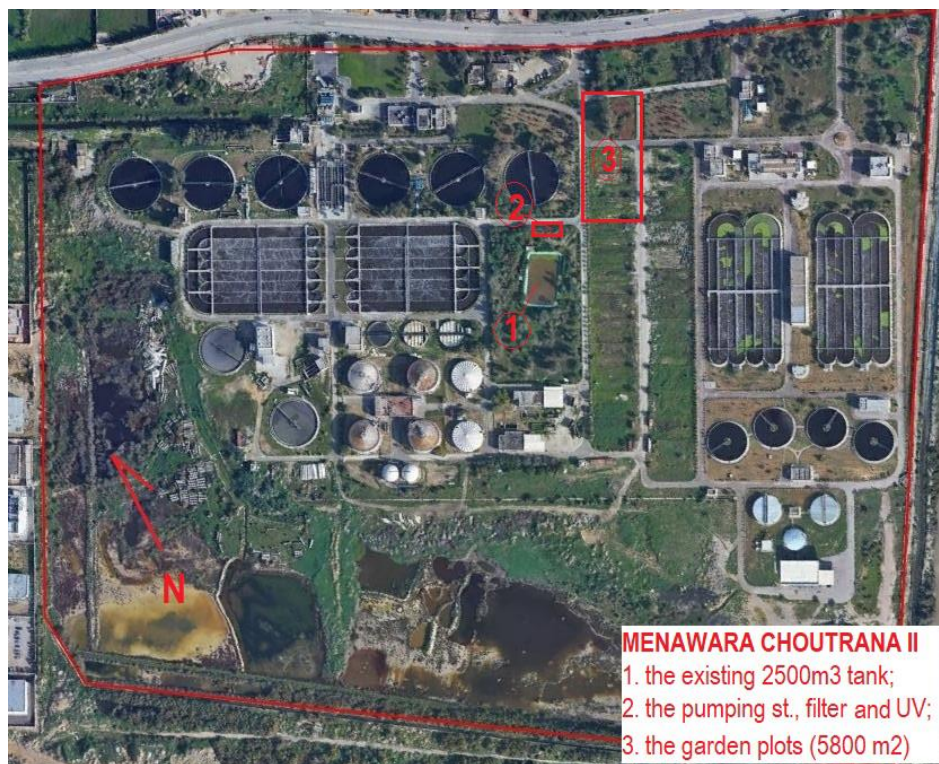 3
2
1
N
MENAWARA CHOUTRANA II
1. the existing 2500m3 tank;
2. the pumping st., filter and UV;
3. the garden plots (5800 m2)